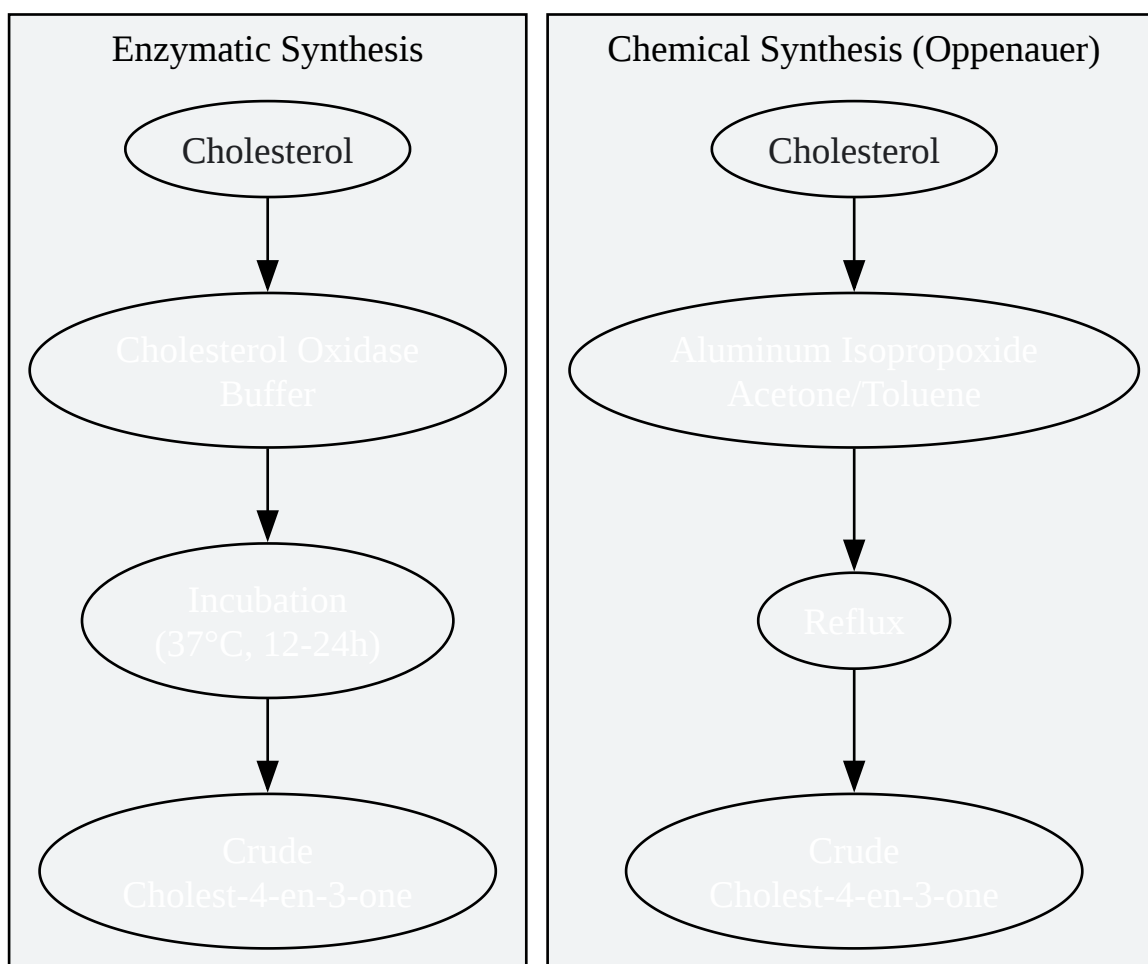 Enzymatic Synthesis
Cholesterol
Cholesterol Oxidase
Buffer
Incubation
(37°C, 12-24h)
Crude
Cholest-4-en-3-one
Chemical Synthesis (Oppenauer)
Cholesterol
Aluminum Isopropoxide
Acetone/Toluene
Reflux
Crude
Cholest-4-en-3-one